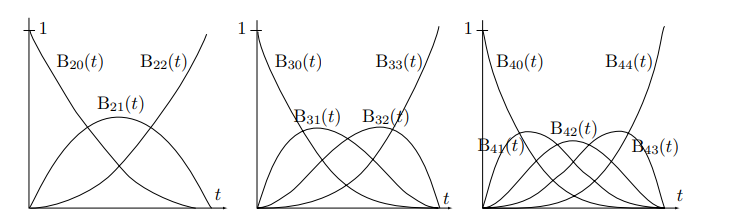 1
B₂₀(t)
B₂₂(t)
B₂₁(t)
t
1
B₃₀(t)
B₃₃(t)
B₃₁(t)
B₃₂(t)
t
1
B₄₀(t)
B₄₄(t)
B₄₁(t)
B₄₂(t)
B₄₃(t)
t